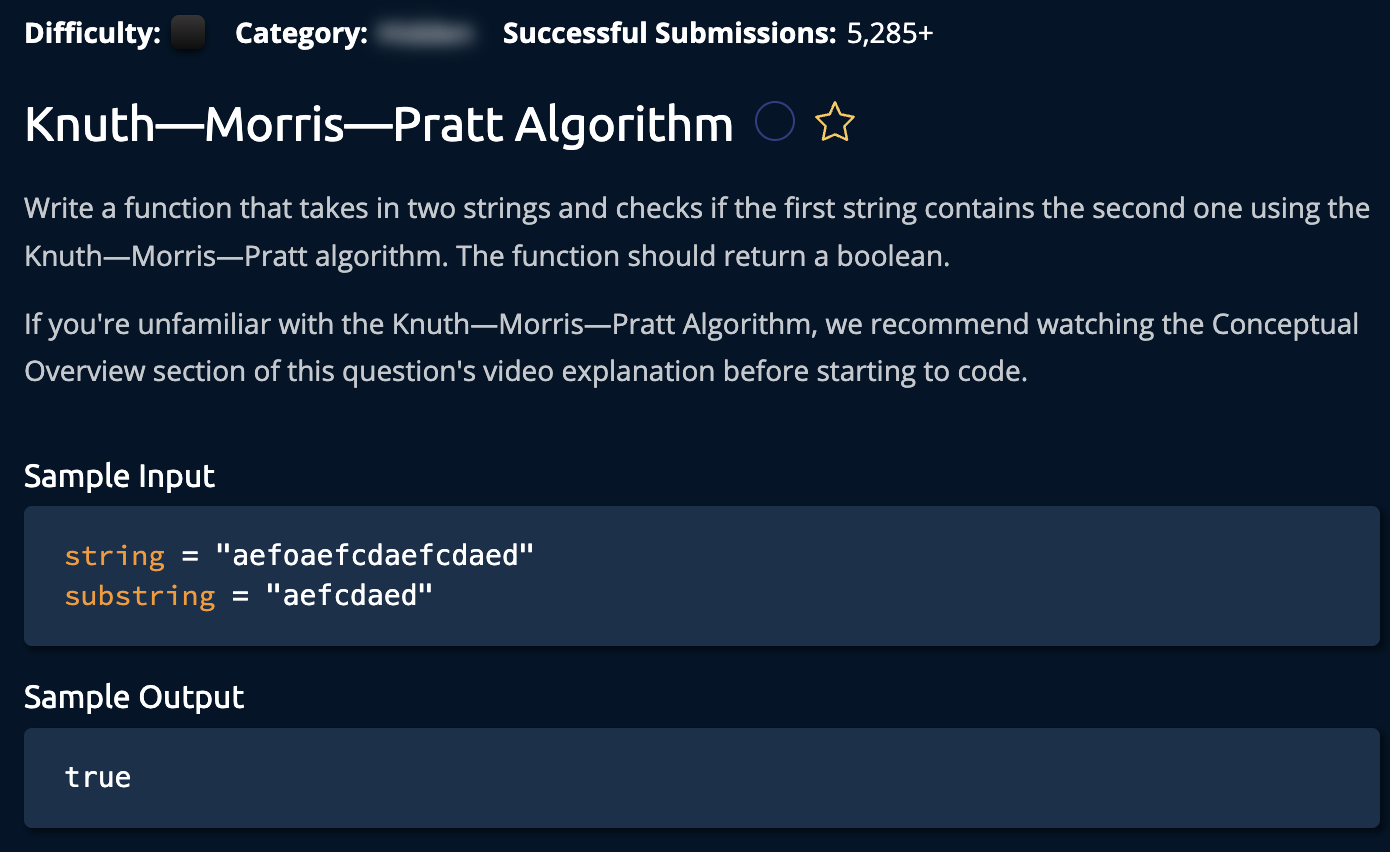 Difficulty: Category: Successful Submissions: 5,285+
Knuth—Morris—Pratt Algorithm
Write a function that takes in two strings and checks if the first string contains the second one using the
Knuth—Morris—Pratt algorithm. The function should return a boolean.
If you're unfamiliar with the Knuth—Morris—Pratt Algorithm, we recommend watching the Conceptual
Overview section of this question's video explanation before starting to code.
Sample Input
string = "aefoaefcdaefcdaed"
substring = "aefcdaed"
Sample Output
true